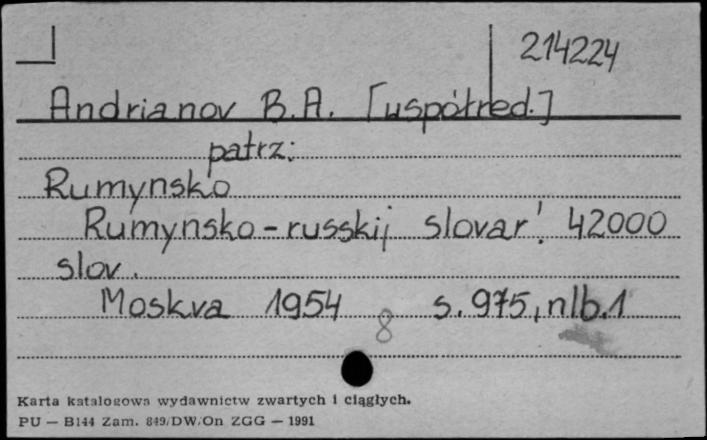 214224
Andrianov B.A. [współred.]
patrz:
Rumynsko
Rumynsko-russkij slovar'. 42000
slov.
Moskva 1954 s. 975, nlb. 1
8
Karta katalogowa wydawnictw zwartych i ciągłych.
PU — B144 Zam. 849/DW/On ZGG — 1991